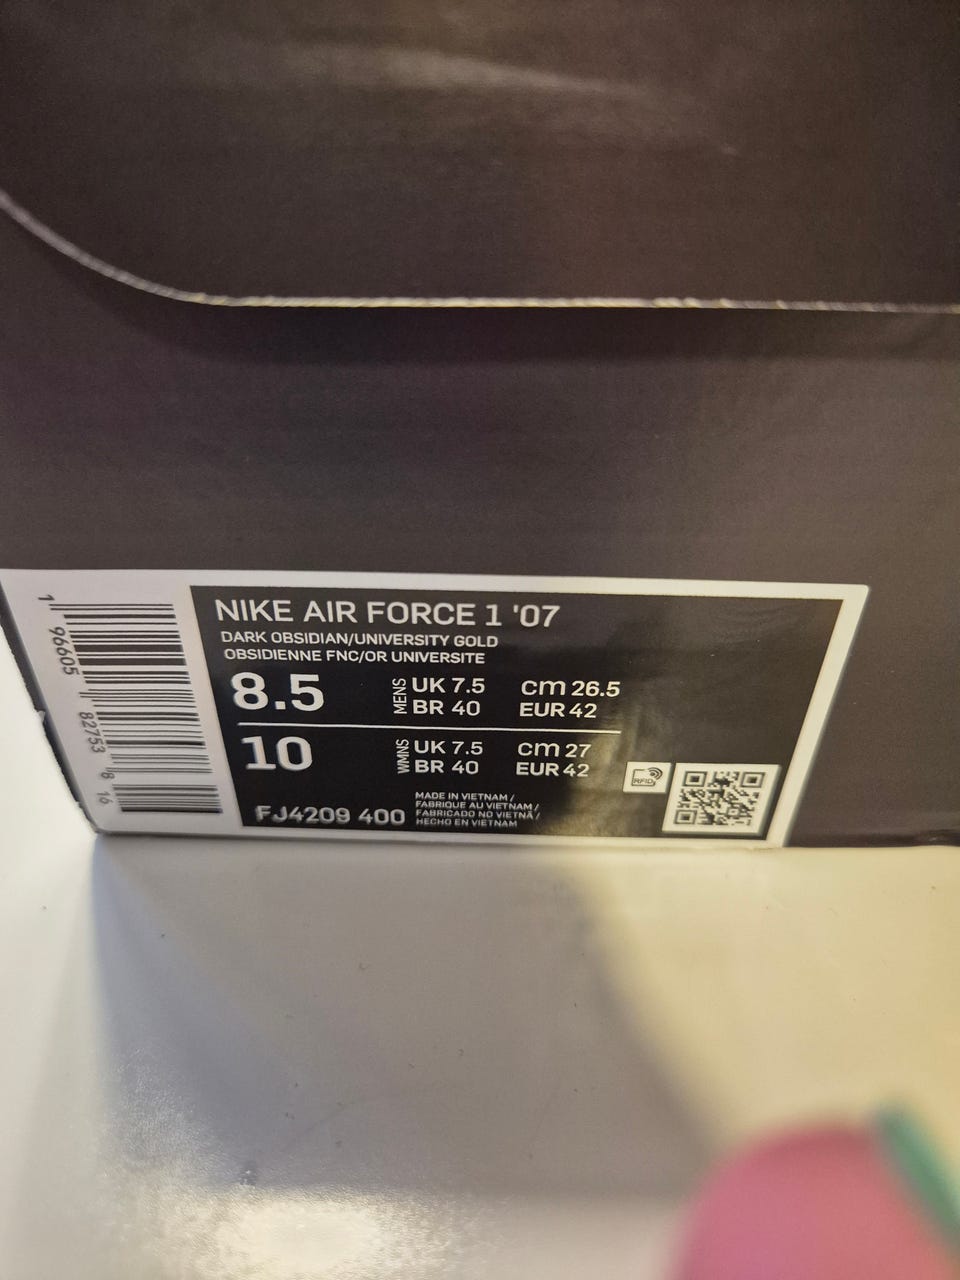 NIKE AIR FORCE 1 '07
DARK OBSIDIAN/UNIVERSITY GOLD
OBSIDIENNE FNC/OR UNIVERSITE
8.5 MENS UK 7.5 cm 26.5
BR 40 EUR 42
10 WMNS UK 7.5 cm 27
BR 40 EUR 42
RFID
FJ4209 400
MADE IN VIETNAM /
FABRIQUE AU VIETNAM /
FABRICADO NO VIETNÃ /
HECHO EN VIETNAM
1 96605 82753 8 16